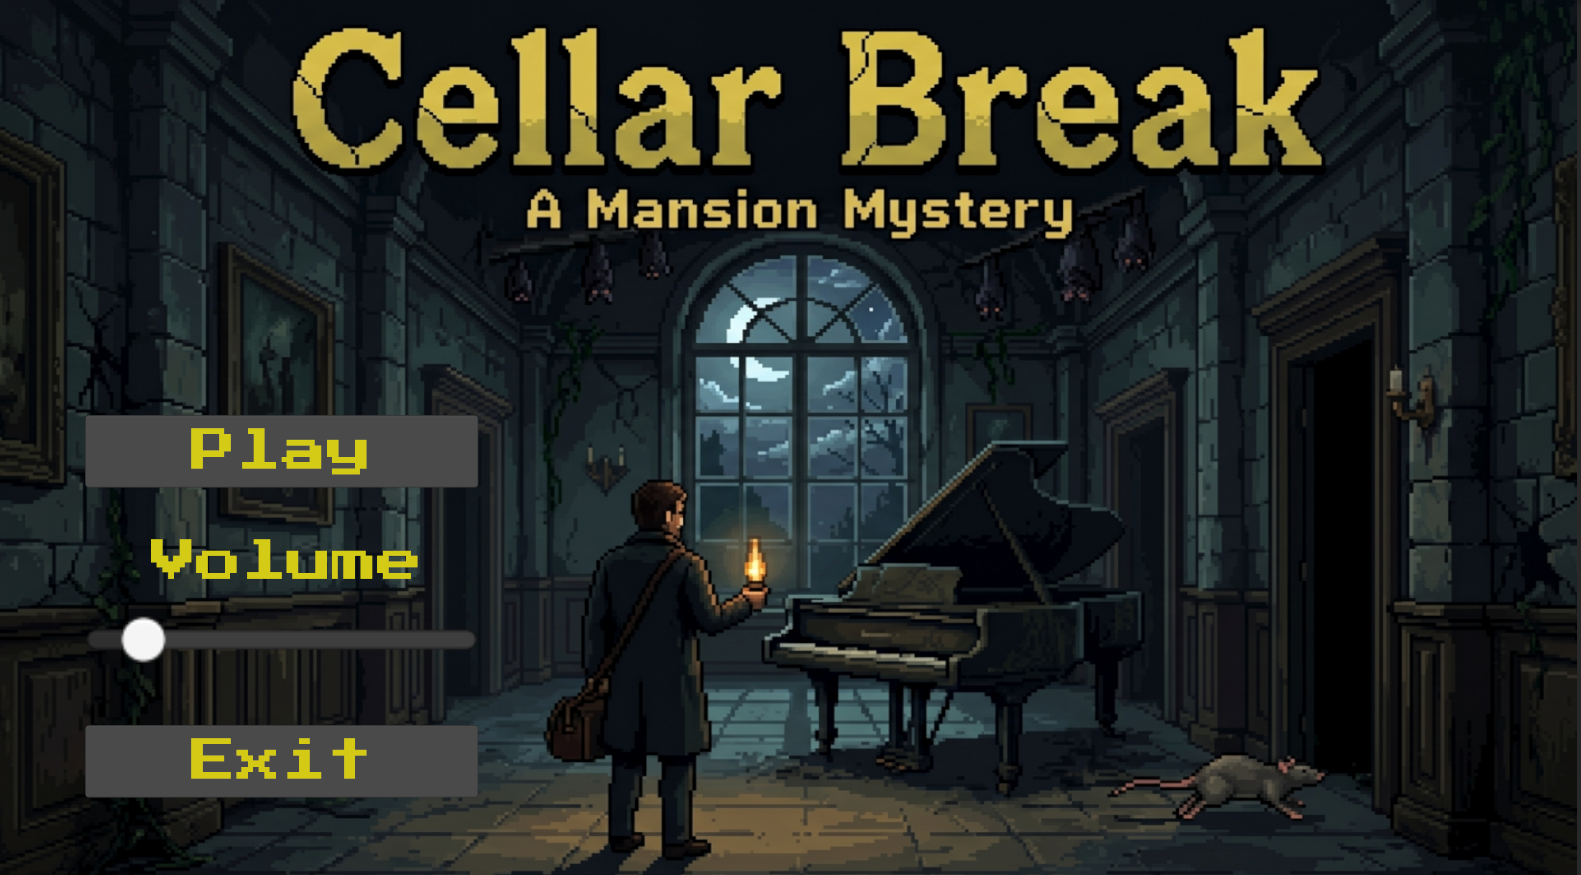 Cellar Break
A Mansion Mystery
Play
Volume
Exit